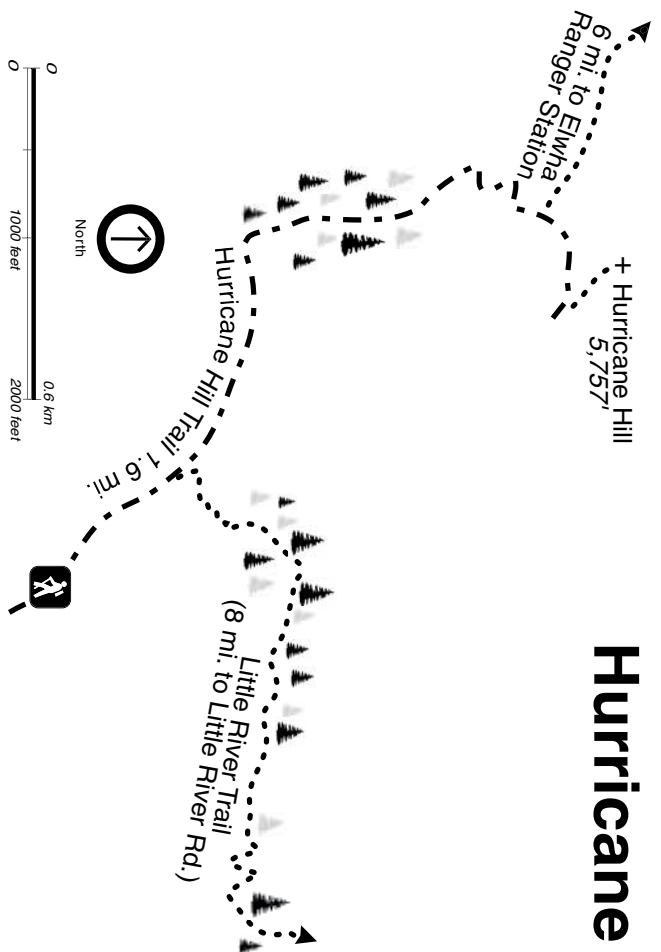 Hurricane
6 mi. to Elwha
Ranger Station
+ Hurricane Hill
5,757'
Hurricane Hill Trail 1.6 mi.
Little River Trail
(8 mi. to Little River Rd.)
North
0
0.6 km
0
1000 feet
2000 feet